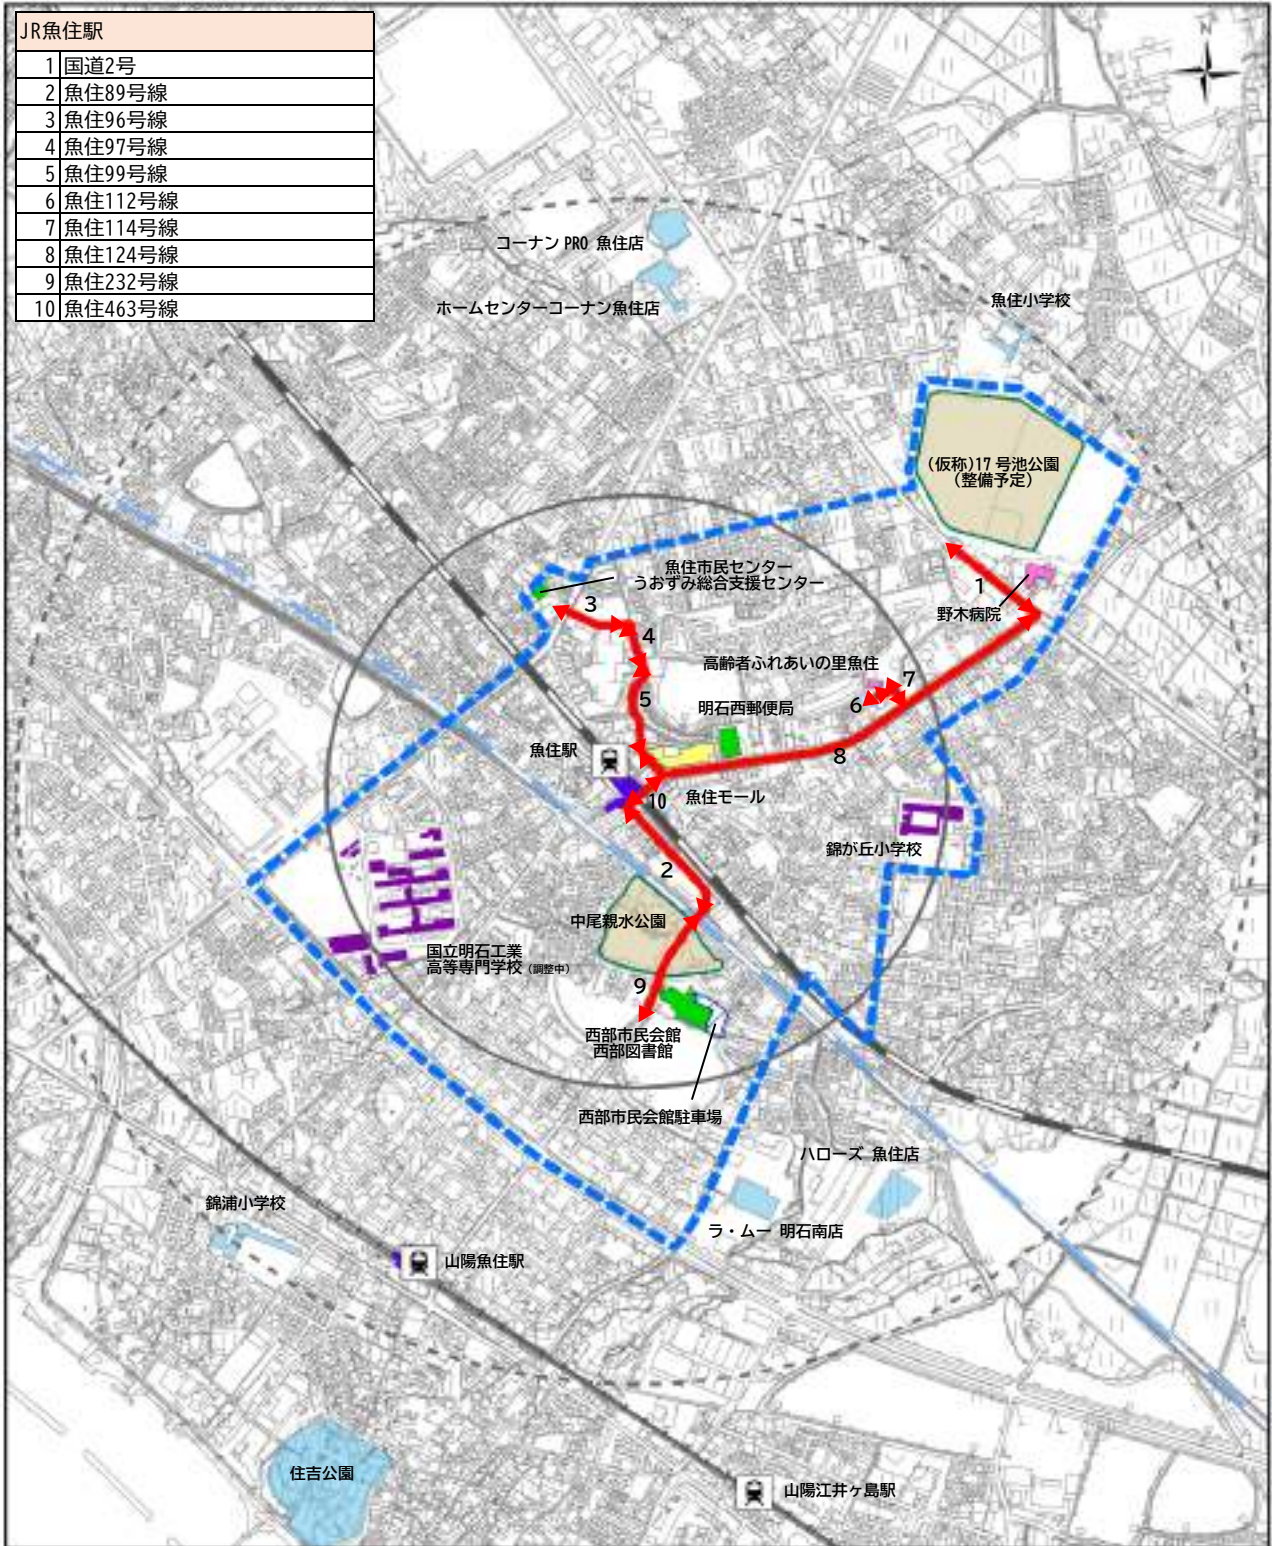 JR魚住駅
1 国道2号
2 魚住89号線
3 魚住96号線
4 魚住97号線
5 魚住99号線
6 魚住112号線
7 魚住114号線
8 魚住124号線
9 魚住232号線
10 魚住463号線
N
コーナン PRO 魚住店
ホームセンターコーナン魚住店
魚住小学校
(仮称)17 号池公園
(整備予定)
魚住市民センター
うおずみ総合支援センター
1
3
野木病院
4
高齢者ふれあいの里魚住
7
5
6
明石西郵便局
魚住駅
8
10
魚住モール
2
錦が丘小学校
中尾親水公園
国立明石工業
高等専門学校 (調整中)
9
西部市民会館
西部図書館
西部市民会館駐車場
ハローズ 魚住店
錦浦小学校
ラ・ムー 明石南店
山陽魚住駅
住吉公園
山陽江井ヶ島駅